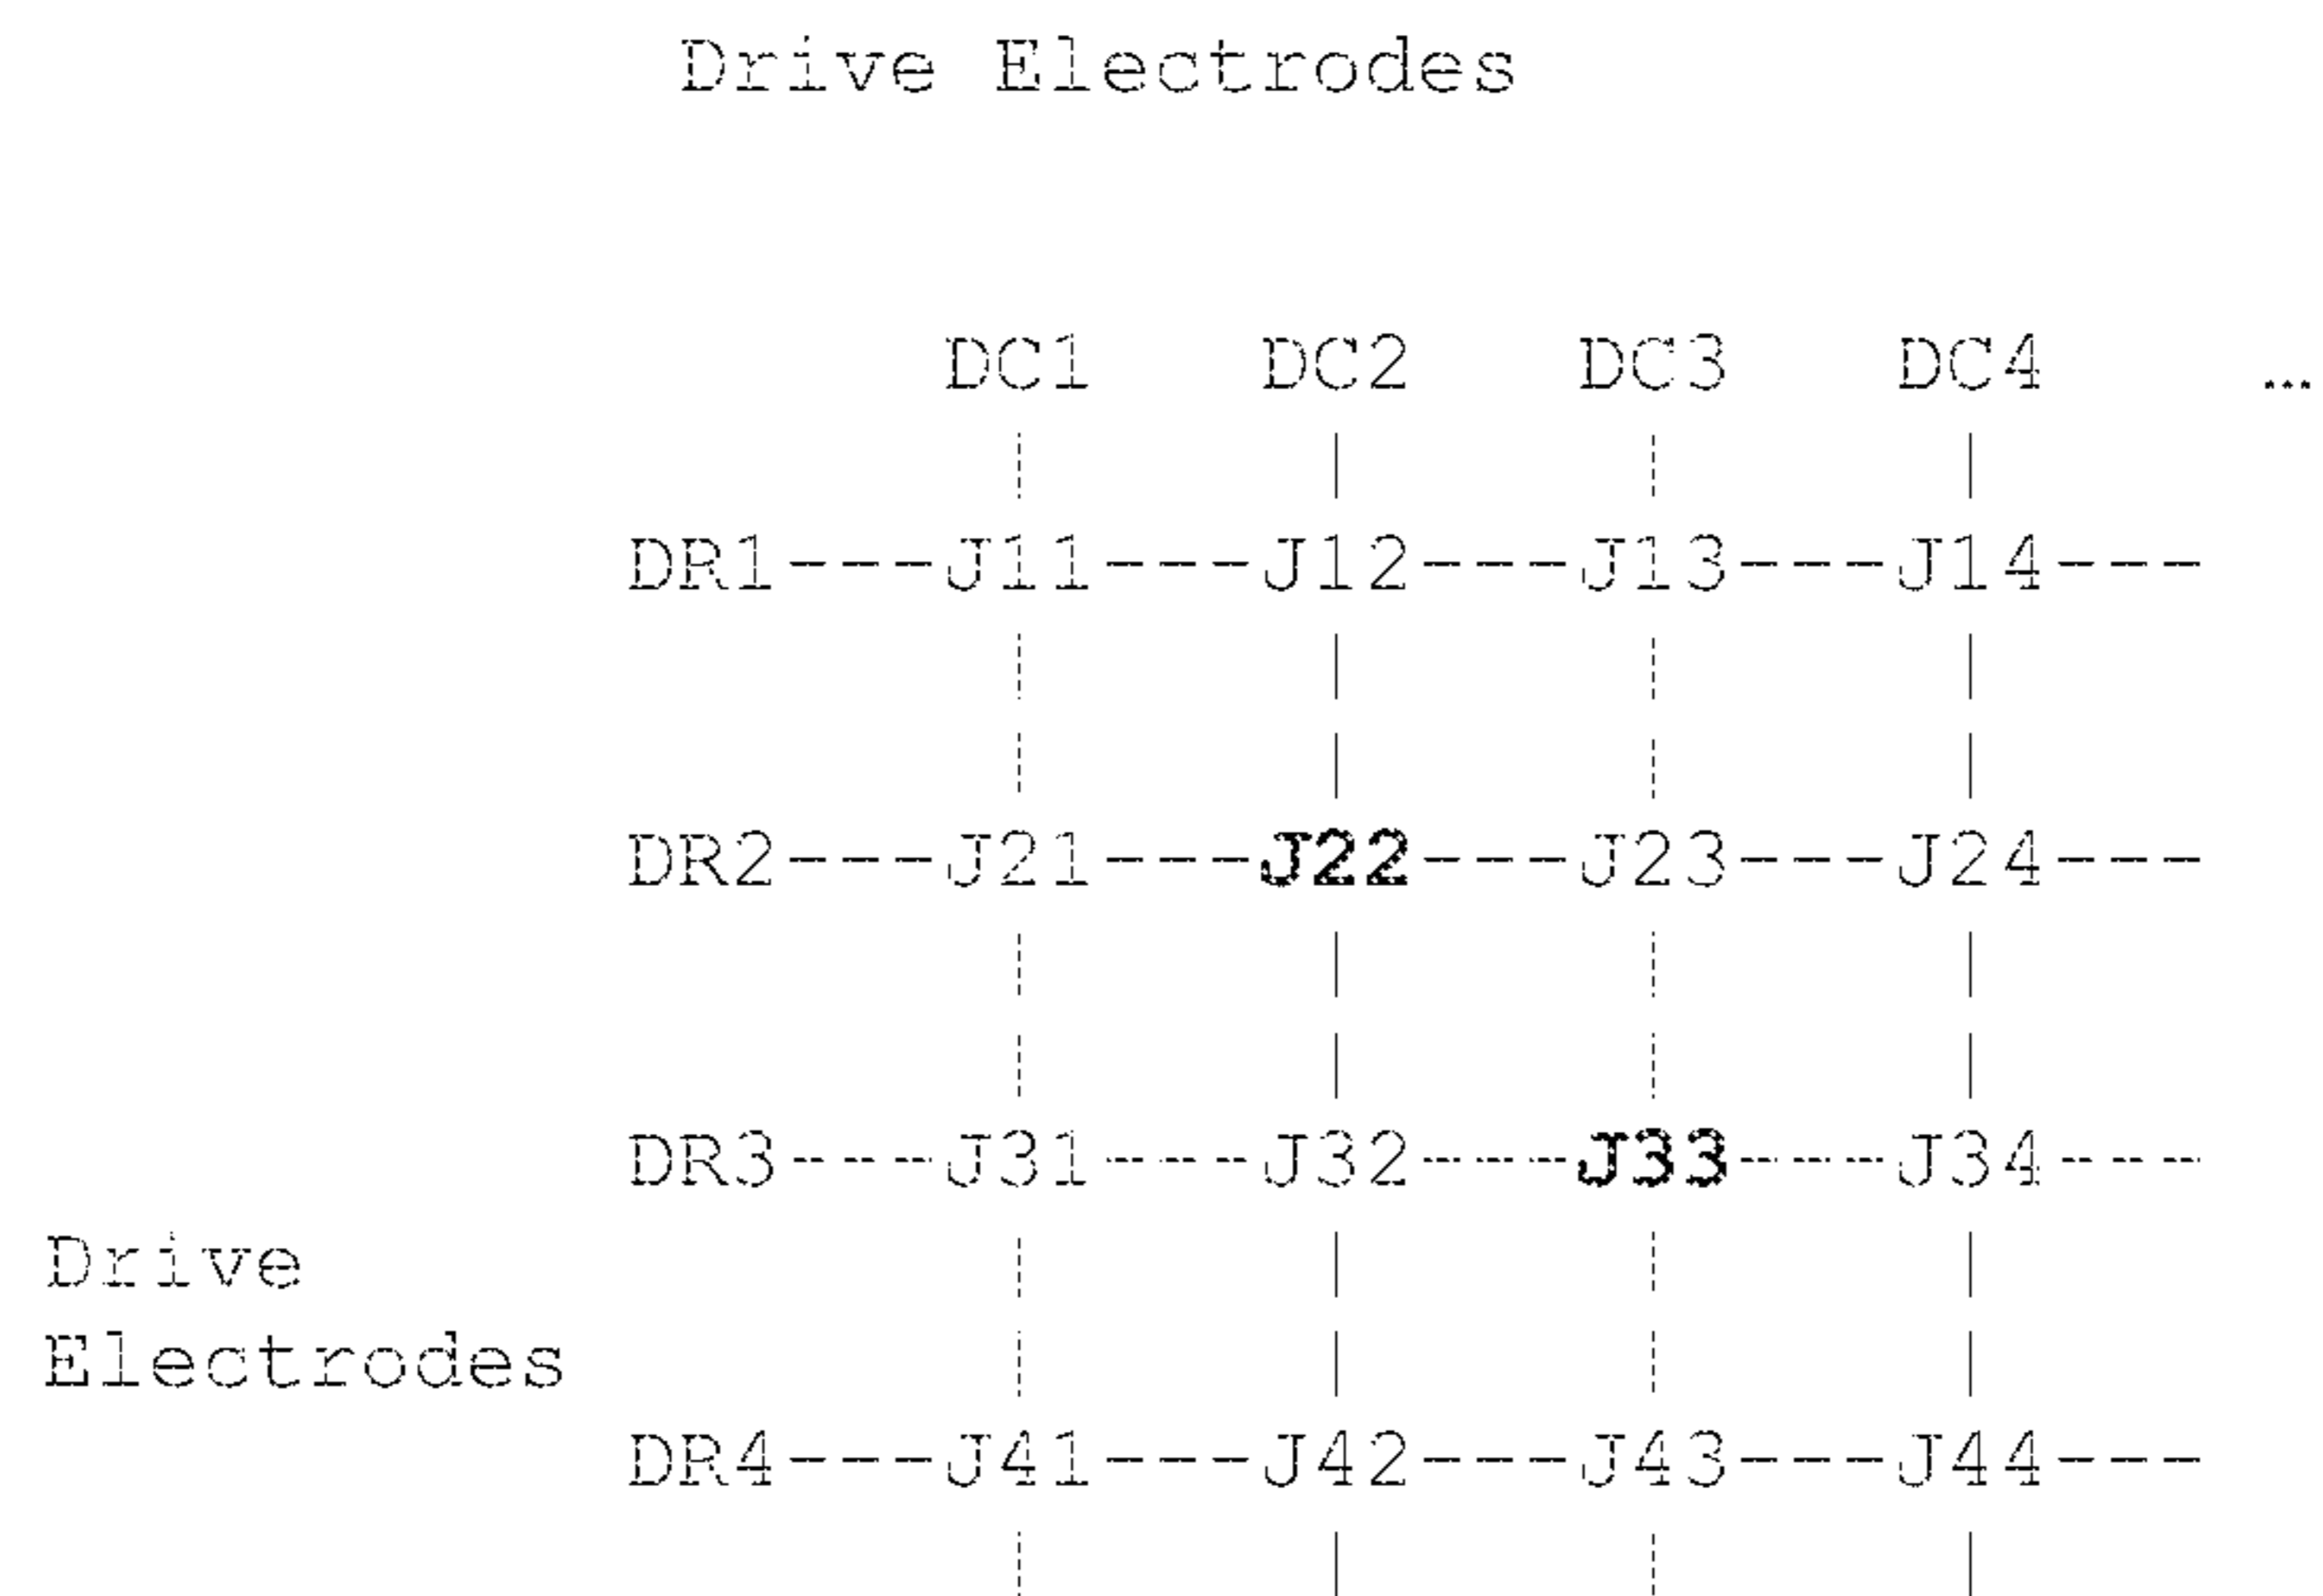 Drive Electrodes
DC1 DC2 DC3 DC4 …
| | | |
DR1---J11---J12---J13---J14---
| | | |
| | | |
DR2---J21---J22---J23---J24---
| | | |
| | | |
DR3---J31---J32---J33---J34---
Drive | | | |
Electrodes | | | |
DR4---J41---J42---J43---J44---
| | | |